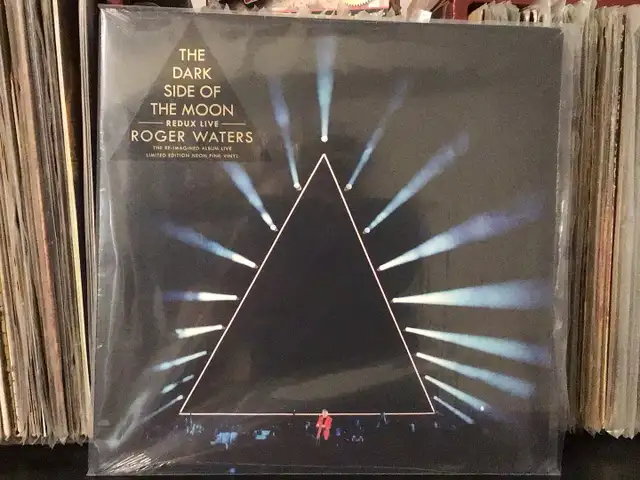 THE
DARK
SIDE OF
THE MOON
REDUX LIVE
ROGER WATERS
THE RE-IMAGINED ALBUM LIVE
LIMITED EDITION NEON PINK VINYL